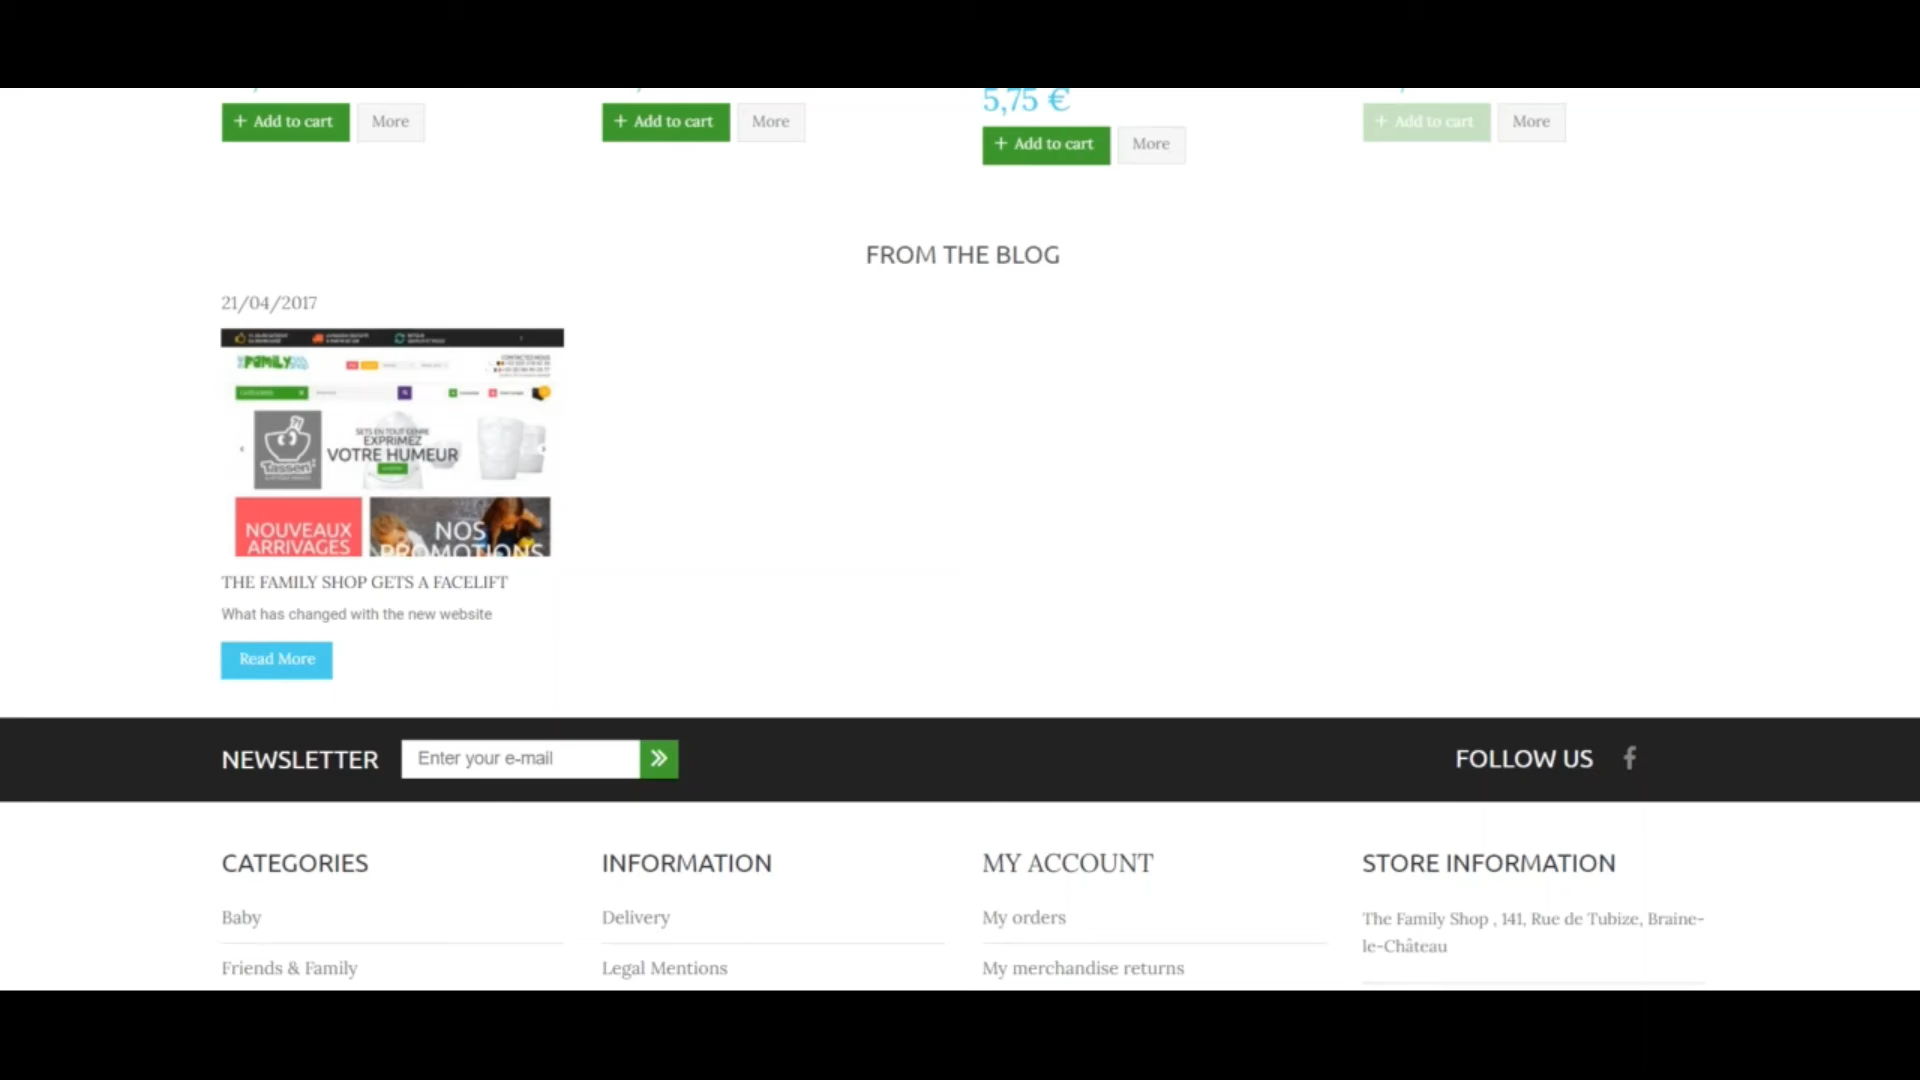 + Add to cart More
+ Add to cart More
5,75 €
+ Add to cart More
+ Add to cart More
FROM THE BLOG
21/04/2017
FAMILY
Tassen
EXPRIMEZ
VOTRE HUMEUR
NOUVEAUX
ARRIVAGES
NOS
PROMOTIONS
THE FAMILY SHOP GETS A FACELIFT
What has changed with the new website
Read More
NEWSLETTER
Enter your e-mail
FOLLOW US
CATEGORIES
Baby
Friends & Family
INFORMATION
Delivery
Legal Mentions
MY ACCOUNT
My orders
My merchandise returns
STORE INFORMATION
The Family Shop , 141, Rue de Tubize, Braine-
le-Château